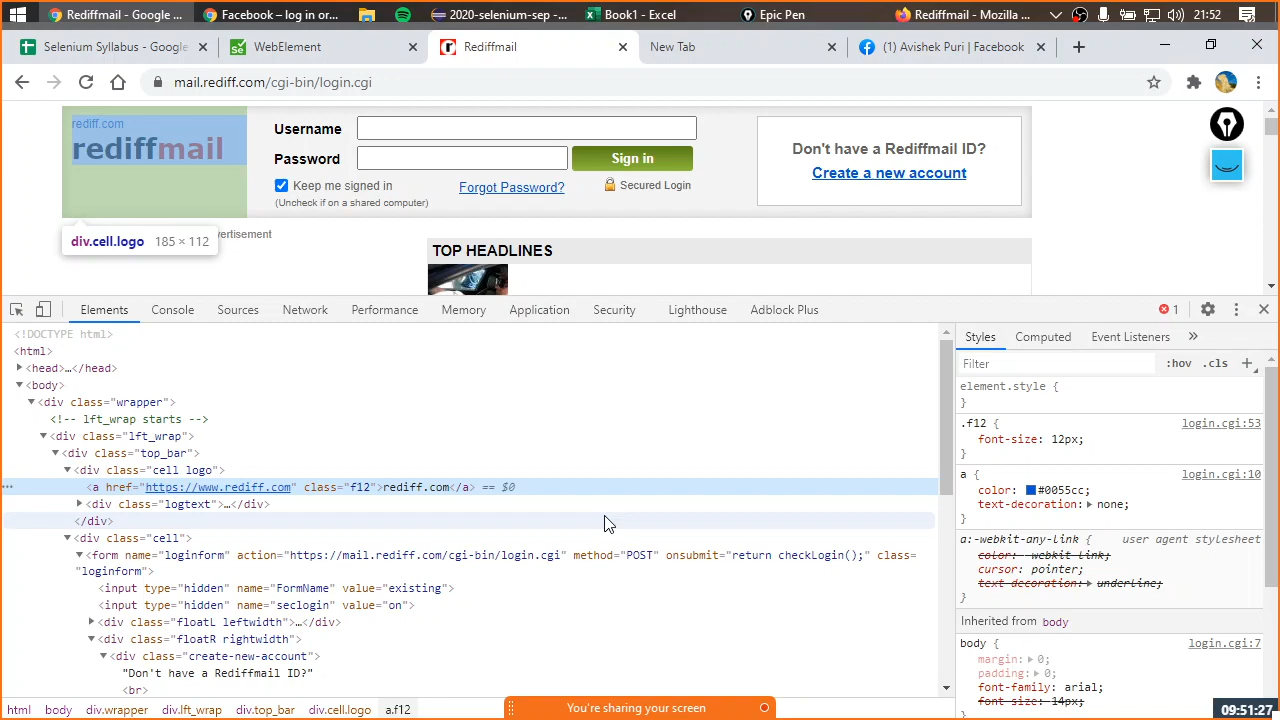 Rediffmail - Google ... Facebook – log in or... 2020-selenium-sep -... Book1 - Excel Epic Pen Rediffmail - Mozilla ... 21:52
Selenium Syllabus - Google WebElement Rediffmail New Tab (1) Avishek Puri | Facebook
mail.rediff.com/cgi-bin/login.cgi
rediff.com
rediffmail
Username
Password
Sign in
Keep me signed in
(Uncheck if on a shared computer)
Forgot Password?
Secured Login
Don't have a Rediffmail ID?
Create a new account
div.cell.logo 185 × 112
vertisement
TOP HEADLINES
Elements Console Sources Network Performance Memory Application Security Lighthouse Adblock Plus 1
<!DOCTYPE html>
<html>
<head>…</head>
<body>
<div class="wrapper">
<!-- lft_wrap starts -->
<div class="lft_wrap">
<div class="top_bar">
<div class="cell logo">
<a href="https://www.rediff.com" class="f12">rediff.com</a> == $0
<div class="logtext">…</div>
</div>
<div class="cell">
<form name="loginform" action="https://mail.rediff.com/cgi-bin/login.cgi" method="POST" onsubmit="return checkLogin();" class=
"loginform">
<input type="hidden" name="FormName" value="existing">
<input type="hidden" name="seclogin" value="on">
<div class="floatL leftwidth">…</div>
<div class="floatR rightwidth">
<div class="create-new-account">
"Don't have a Rediffmail ID?"
<br>
html body div.wrapper div.lft_wrap div.top_bar div.cell.logo a.f12
Styles Computed Event Listeners »
Filter :hov .cls +
element.style {
}
.f12 { login.cgi:53
font-size: 12px;
}
a { login.cgi:10
color: #0055cc;
text-decoration: none;
}
a:-webkit-any-link { user agent stylesheet
color: -webkit-link;
cursor: pointer;
text-decoration: underline;
}
Inherited from body
body { login.cgi:7
margin: 0;
padding: 0;
font-family: arial;
font-size: 14px;
You're sharing your screen
09:51:27